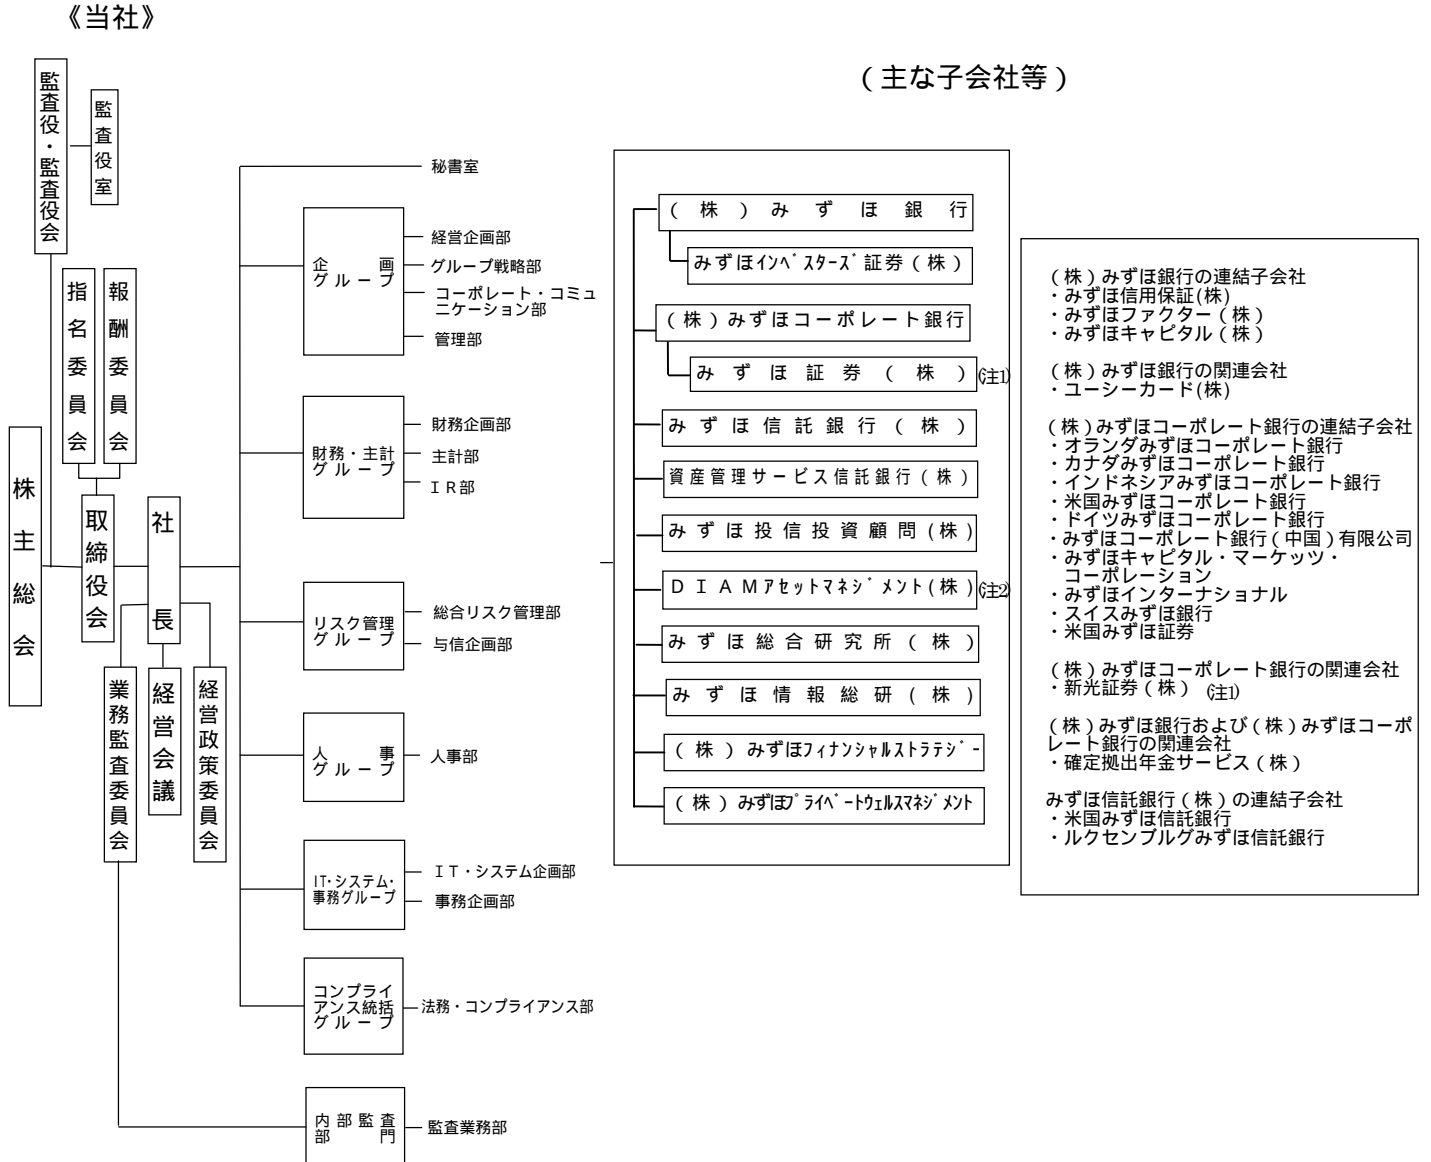 《当社》
(主な子会社等)
監査役・監査役会
監査役室
指名委員会
報酬委員会
株主総会
取締役会
社長
業務監査委員会
経営会議
経営政策委員会
秘書室
企画
グループ
経営企画部
グループ戦略部
コーポレート・コミュ
ニケーション部
管理部
財務・主計
グループ
財務企画部
主計部
IR部
リスク管理
グループ
総合リスク管理部
与信企画部
人事
グループ
人事部
IT・システム・
事務グループ
IT・システム企画部
事務企画部
コンプライ
アンス統括
グループ
法務・コンプライアンス部
内部監査
部門
監査業務部
(株)みずほ銀行
みずほインベスターズ証券(株)
(株)みずほコーポレート銀行
みずほ証券(株)(注1)
みずほ信託銀行(株)
資産管理サービス信託銀行(株)
みずほ投信投資顧問(株)
DIAMアセットマネジメント(株)(注2)
みずほ総合研究所(株)
みずほ情報総研(株)
(株)みずほフィナンシャルストラテジー
(株)みずほプライベートウェルスマネジメント
(株)みずほ銀行の連結子会社
・みずほ信用保証(株)
・みずほファクター(株)
・みずほキャピタル(株)
(株)みずほ銀行の関連会社
・ユーシーカード(株)
(株)みずほコーポレート銀行の連結子会社
・オランダみずほコーポレート銀行
・カナダみずほコーポレート銀行
・インドネシアみずほコーポレート銀行
・米国みずほコーポレート銀行
・ドイツみずほコーポレート銀行
・みずほコーポレート銀行(中国)有限公司
・みずほキャピタル・マーケッツ・
コーポレーション
・みずほインターナショナル
・スイスみずほ銀行
・米国みずほ証券
(株)みずほコーポレート銀行の関連会社
・新光証券(株) (注1)
(株)みずほ銀行および(株)みずほコーポ
レート銀行の関連会社
・確定拠出年金サービス(株)
みずほ信託銀行(株)の連結子会社
・米国みずほ信託銀行
・ルクセンブルグみずほ信託銀行